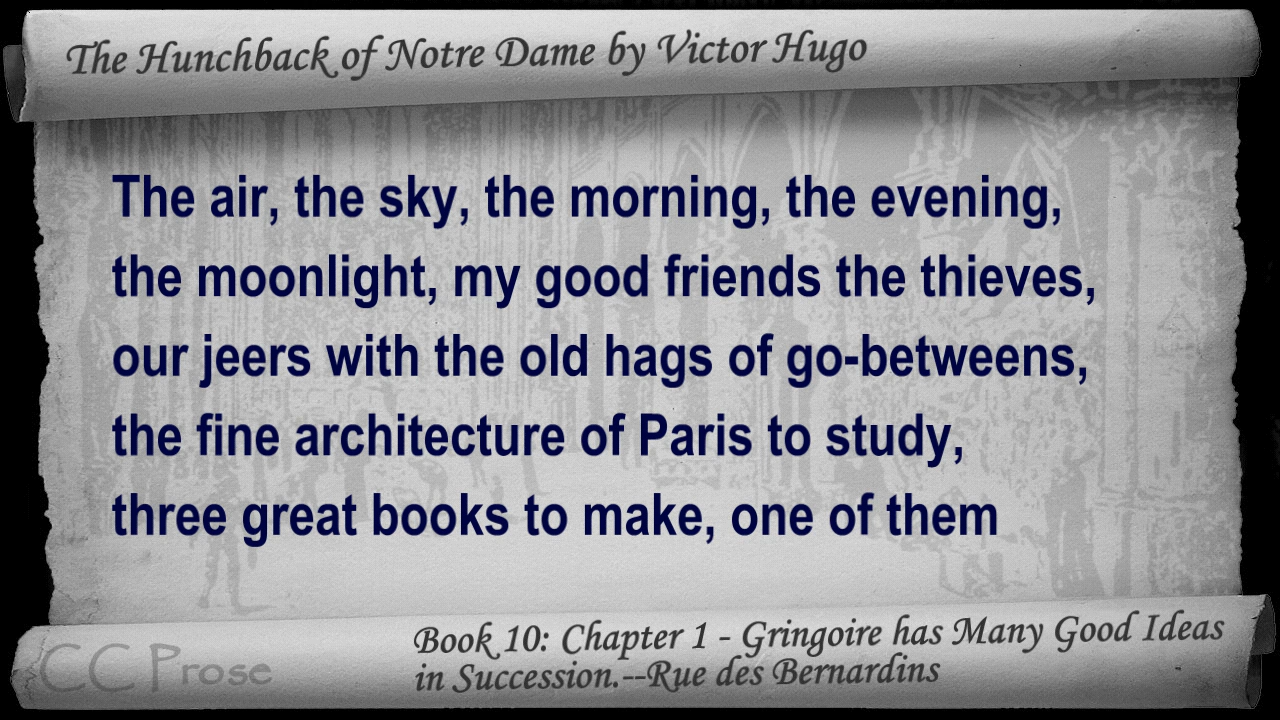 The Hunchback of Notre Dame by Victor Hugo
The air, the sky, the morning, the evening,
the moonlight, my good friends the thieves,
our jeers with the old hags of go-betweens,
the fine architecture of Paris to study,
three great books to make, one of them
CC Prose
Book 10: Chapter 1 - Gringoire has Many Good Ideas
in Succession.--Rue des Bernardins